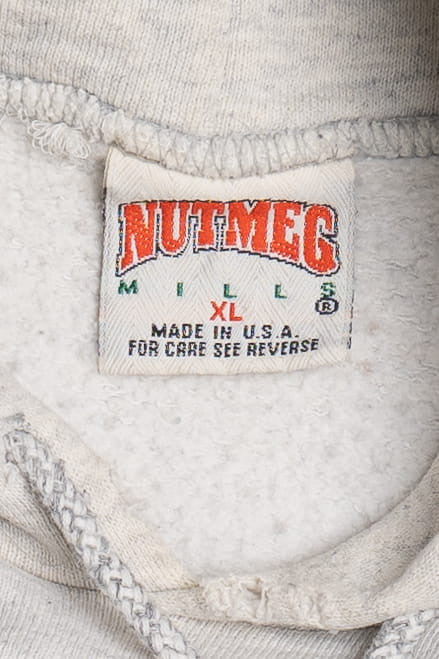 NUTMEG
MILLS®
XL
MADE IN U.S.A.
FOR CARE SEE REVERSE